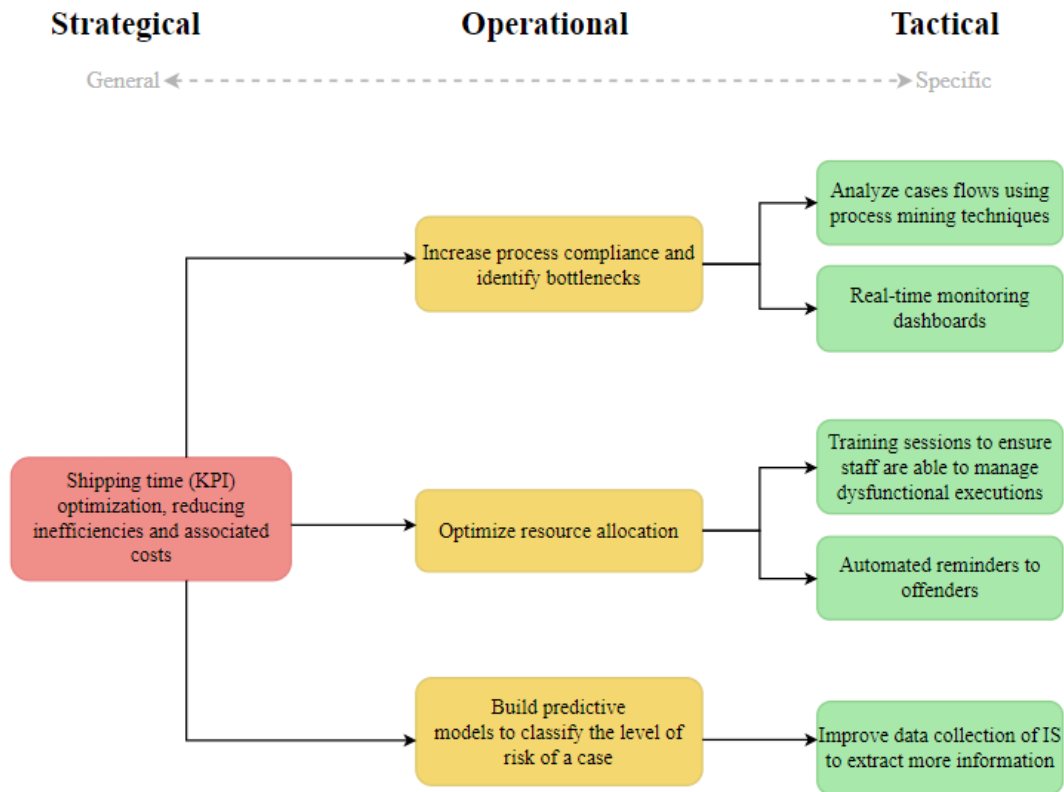 Strategical
Operational
Tactical
General
Specific
Analyze cases flows using
process mining techniques
Increase process compliance and
identify bottlenecks
Real-time monitoring
dashboards
Shipping time (KPI)
optimization, reducing
inefficiencies and associated
costs
Training sessions to ensure
staff are able to manage
dysfunctional executions
Optimize resource allocation
Automated reminders to
offenders
Build predictive
models to classify the level of
risk of a case
Improve data collection of IS
to extract more information